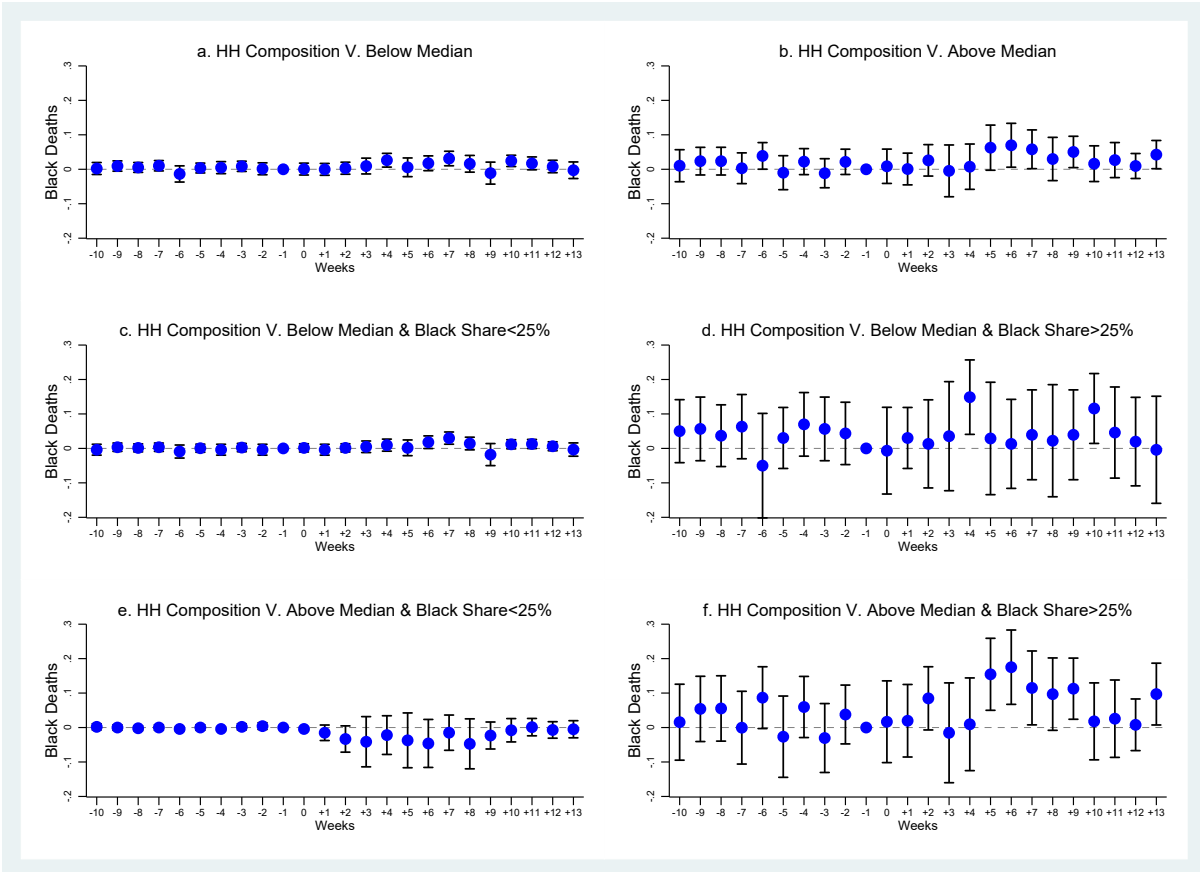 a. HH Composition V. Below Median
Black Deaths
.3
.2
.1
0
-.1
-.2
-10 -9 -8 -7 -6 -5 -4 -3 -2 -1 0 +1 +2 +3 +4 +5 +6 +7 +8 +9 +10 +11 +12 +13
Weeks
b. HH Composition V. Above Median
Black Deaths
.3
.2
.1
0
-.1
-.2
-10 -9 -8 -7 -6 -5 -4 -3 -2 -1 0 +1 +2 +3 +4 +5 +6 +7 +8 +9 +10 +11 +12 +13
Weeks
c. HH Composition V. Below Median & Black Share<25%
Black Deaths
.3
.2
.1
0
-.1
-.2
-10 -9 -8 -7 -6 -5 -4 -3 -2 -1 0 +1 +2 +3 +4 +5 +6 +7 +8 +9 +10 +11 +12 +13
Weeks
d. HH Composition V. Below Median & Black Share>25%
Black Deaths
.3
.2
.1
0
-.1
-.2
-10 -9 -8 -7 -6 -5 -4 -3 -2 -1 0 +1 +2 +3 +4 +5 +6 +7 +8 +9 +10 +11 +12 +13
Weeks
e. HH Composition V. Above Median & Black Share<25%
Black Deaths
.3
.2
.1
0
-.1
-.2
-10 -9 -8 -7 -6 -5 -4 -3 -2 -1 0 +1 +2 +3 +4 +5 +6 +7 +8 +9 +10 +11 +12 +13
Weeks
f. HH Composition V. Above Median & Black Share>25%
Black Deaths
.3
.2
.1
0
-.1
-.2
-10 -9 -8 -7 -6 -5 -4 -3 -2 -1 0 +1 +2 +3 +4 +5 +6 +7 +8 +9 +10 +11 +12 +13
Weeks